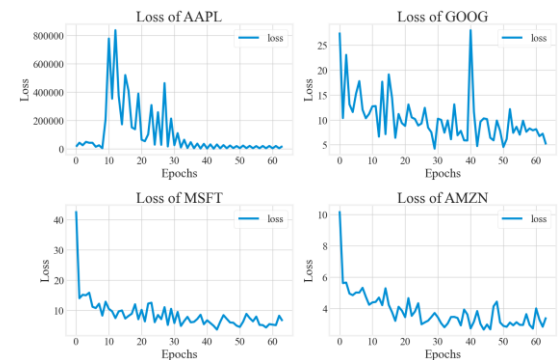 Loss of AAPL
800000
600000
400000
200000
0
Loss
loss
0 10 20 30 40 50 60
Epochs
Loss of GOOG
25
20
15
10
5
Loss
loss
0 10 20 30 40 50 60
Epochs
Loss of MSFT
40
30
20
10
Loss
loss
0 10 20 30 40 50 60
Epochs
Loss of AMZN
10
8
6
4
Loss
loss
0 10 20 30 40 50 60
Epochs